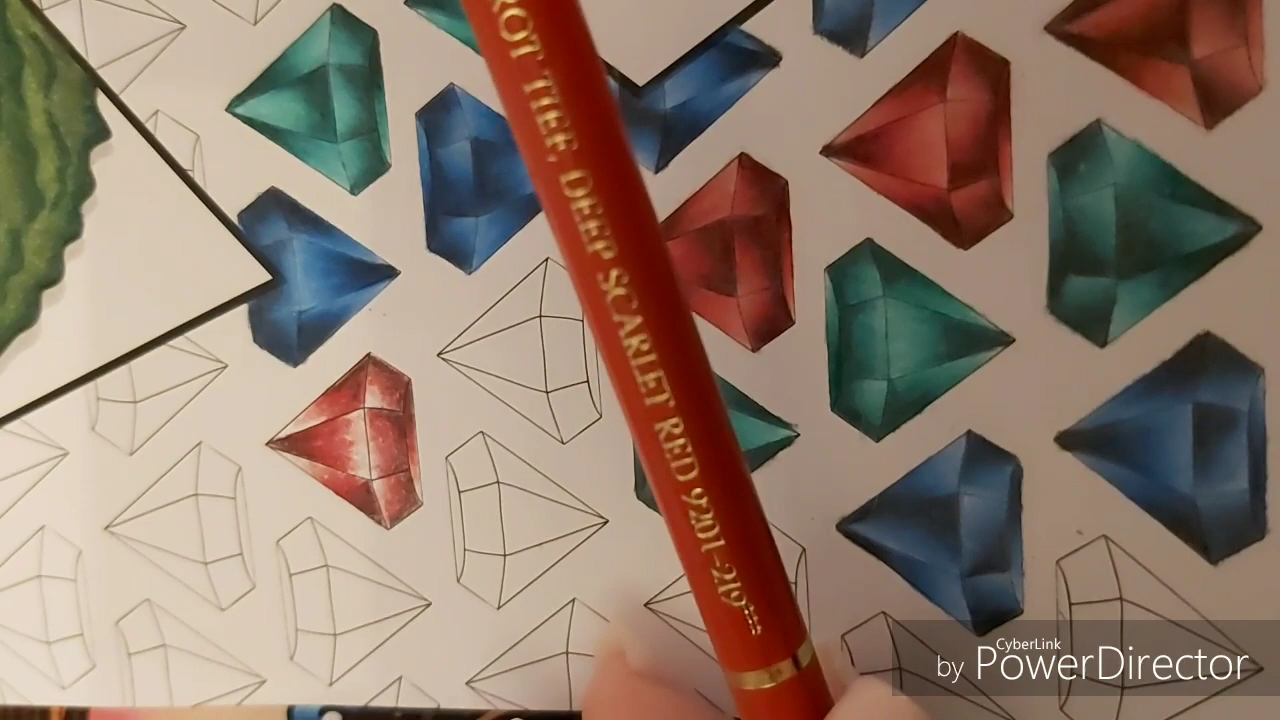 ROT TIEF, DEEP SCARLET RED 9201-219***
CyberLink
by PowerDirector